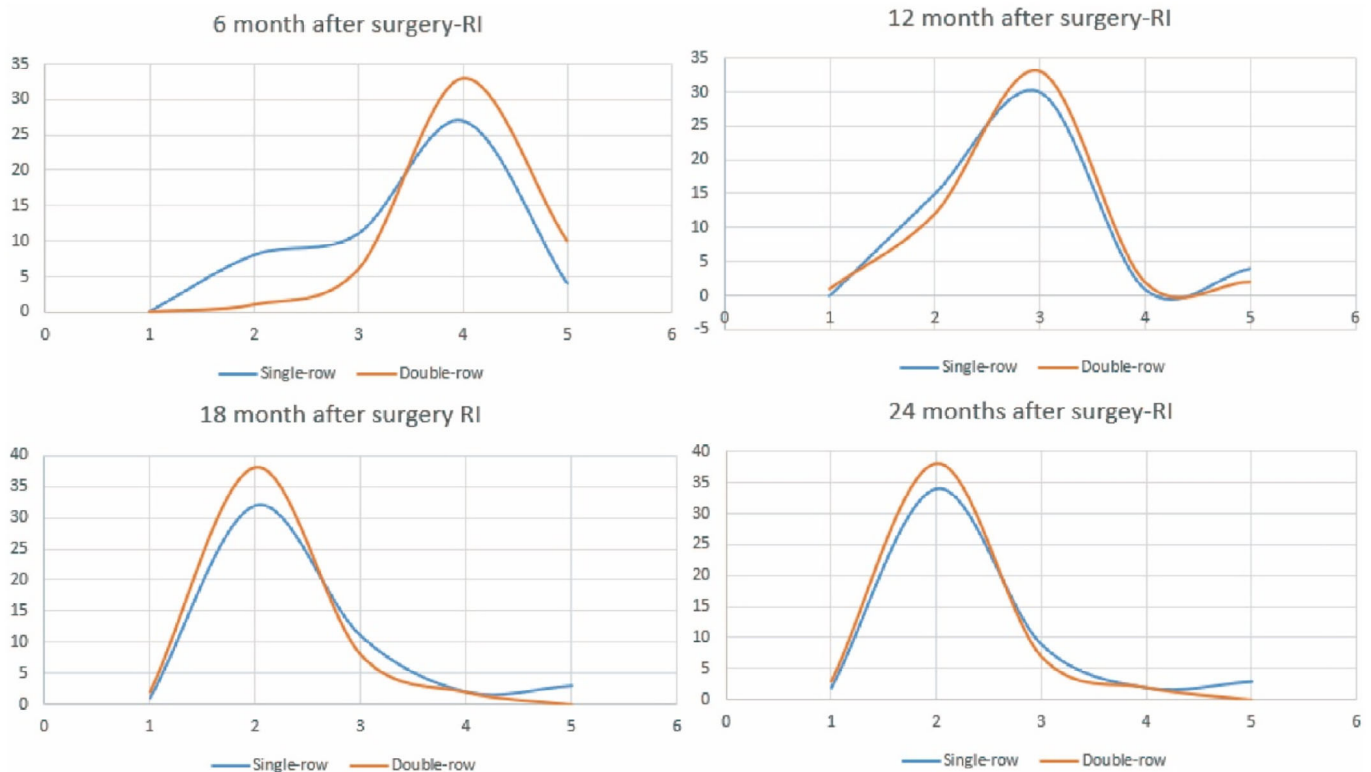 6 month after surgery-RI
35
30
25
20
15
10
5
0
0 1 2 3 4 5 6
Single-row Double-row
12 month after surgery-RI
35
30
25
20
15
10
5
0
-5
0 1 2 3 4 5 6
Single-row Double-row
18 month after surgery RI
40
35
30
25
20
15
10
5
0
0 1 2 3 4 5 6
Single-row Double-row
24 months after surgey-RI
40
35
30
25
20
15
10
5
0
0 1 2 3 4 5 6
Single-row Double-row